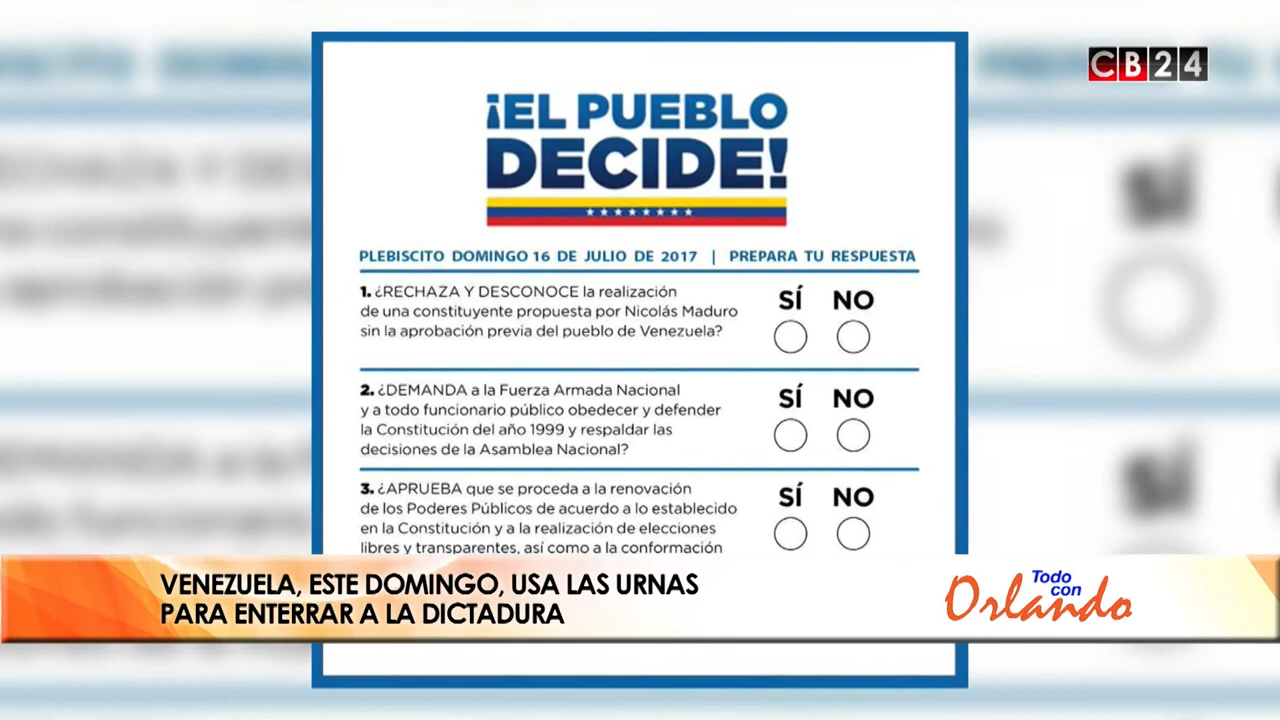 CB24
¡EL PUEBLO
DECIDE!
PLEBISCITO DOMINGO 16 DE JULIO DE 2017 | PREPARA TU RESPUESTA
1. ¿RECHAZA Y DESCONOCE la realización
de una constituyente propuesta por Nicolás Maduro
sin la aprobación previa del pueblo de Venezuela?
SÍ NO
2. ¿DEMANDA a la Fuerza Armada Nacional
y a todo funcionario público obedecer y defender
la Constitución del año 1999 y respaldar las
decisiones de la Asamblea Nacional?
SÍ NO
3. ¿APRUEBA que se proceda a la renovación
de los Poderes Públicos de acuerdo a lo establecido
en la Constitución y a la realización de elecciones
libres y transparentes, así como a la conformación
SÍ NO
VENEZUELA, ESTE DOMINGO, USA LAS URNAS
PARA ENTERRAR A LA DICTADURA
Todo
con
Orlando